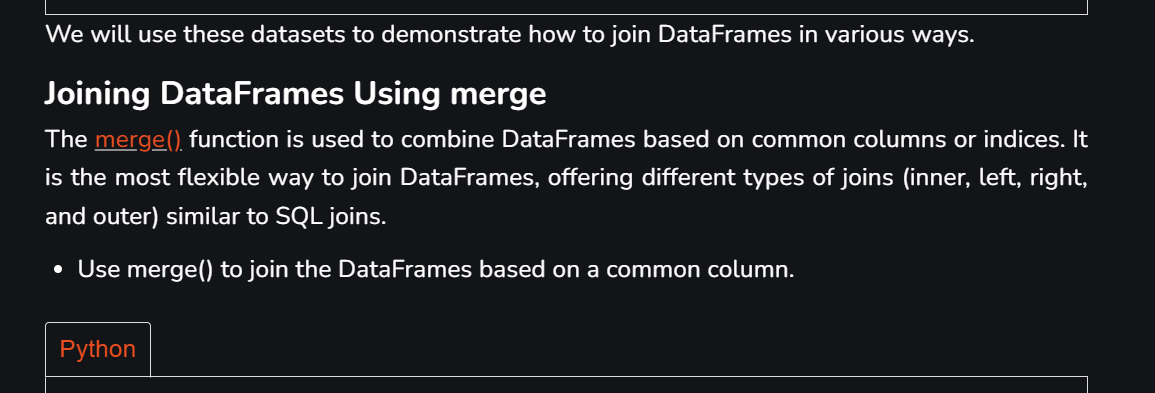 We will use these datasets to demonstrate how to join DataFrames in various ways.
Joining DataFrames Using merge
The merge() function is used to combine DataFrames based on common columns or indices. It
is the most flexible way to join DataFrames, offering different types of joins (inner, left, right,
and outer) similar to SQL joins.
• Use merge() to join the DataFrames based on a common column.
Python